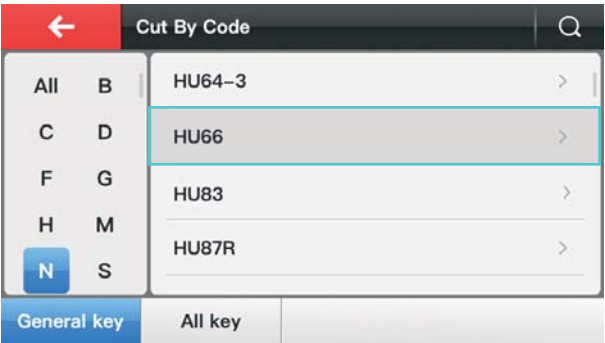 Cut By Code
All B
C D
F G
H M
N S
HU64-3
HU66
HU83
HU87R
General key All key